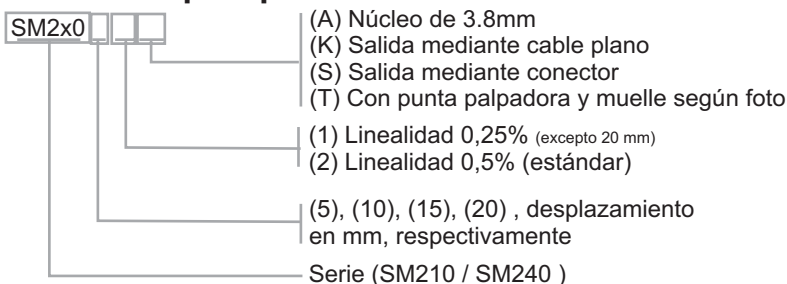 SM2x0
(A) Núcleo de 3.8mm
(K) Salida mediante cable plano
(S) Salida mediante conector
(T) Con punta palpadora y muelle según foto
(1) Linealidad 0,25% (excepto 20 mm)
(2) Linealidad 0,5% (estándar)
(5), (10), (15), (20) , desplazamiento
en mm, respectivamente
Serie (SM210 / SM240 )